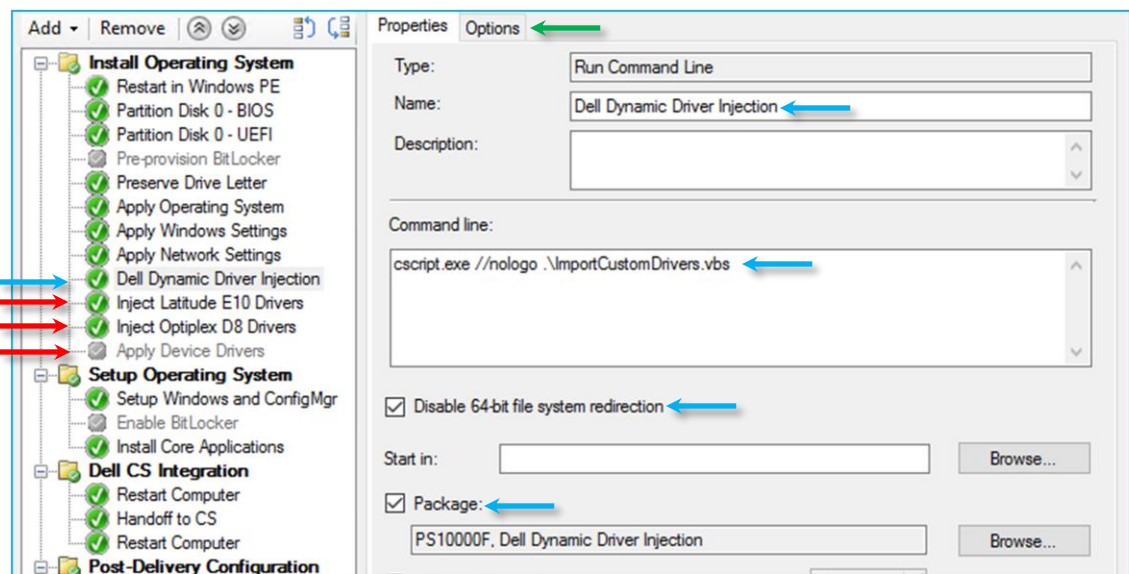 Add Remove
Install Operating System
Restart in Windows PE
Partition Disk 0 - BIOS
Partition Disk 0 - UEFI
Pre-provision BitLocker
Preserve Drive Letter
Apply Operating System
Apply Windows Settings
Apply Network Settings
Dell Dynamic Driver Injection
Inject Latitude E10 Drivers
Inject Optiplex D8 Drivers
Apply Device Drivers
Setup Operating System
Setup Windows and ConfigMgr
Enable BitLocker
Install Core Applications
Dell CS Integration
Restart Computer
Handoff to CS
Restart Computer
Post-Delivery Configuration
Properties Options
Type: Run Command Line
Name: Dell Dynamic Driver Injection
Description:
Command line:
cscript.exe //nologo .\ImportCustomDrivers.vbs
Disable 64-bit file system redirection
Start in: Browse...
Package:
PS10000F, Dell Dynamic Driver Injection Browse...